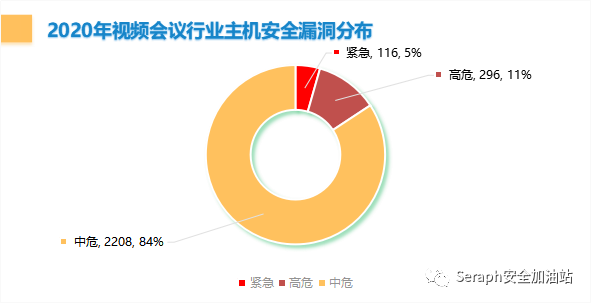 2020年视频会议行业主机安全漏洞分布
紧急, 116, 5%
高危, 296, 11%
中危, 2208, 84%
紧急 高危 中危
Seraph安全加油站